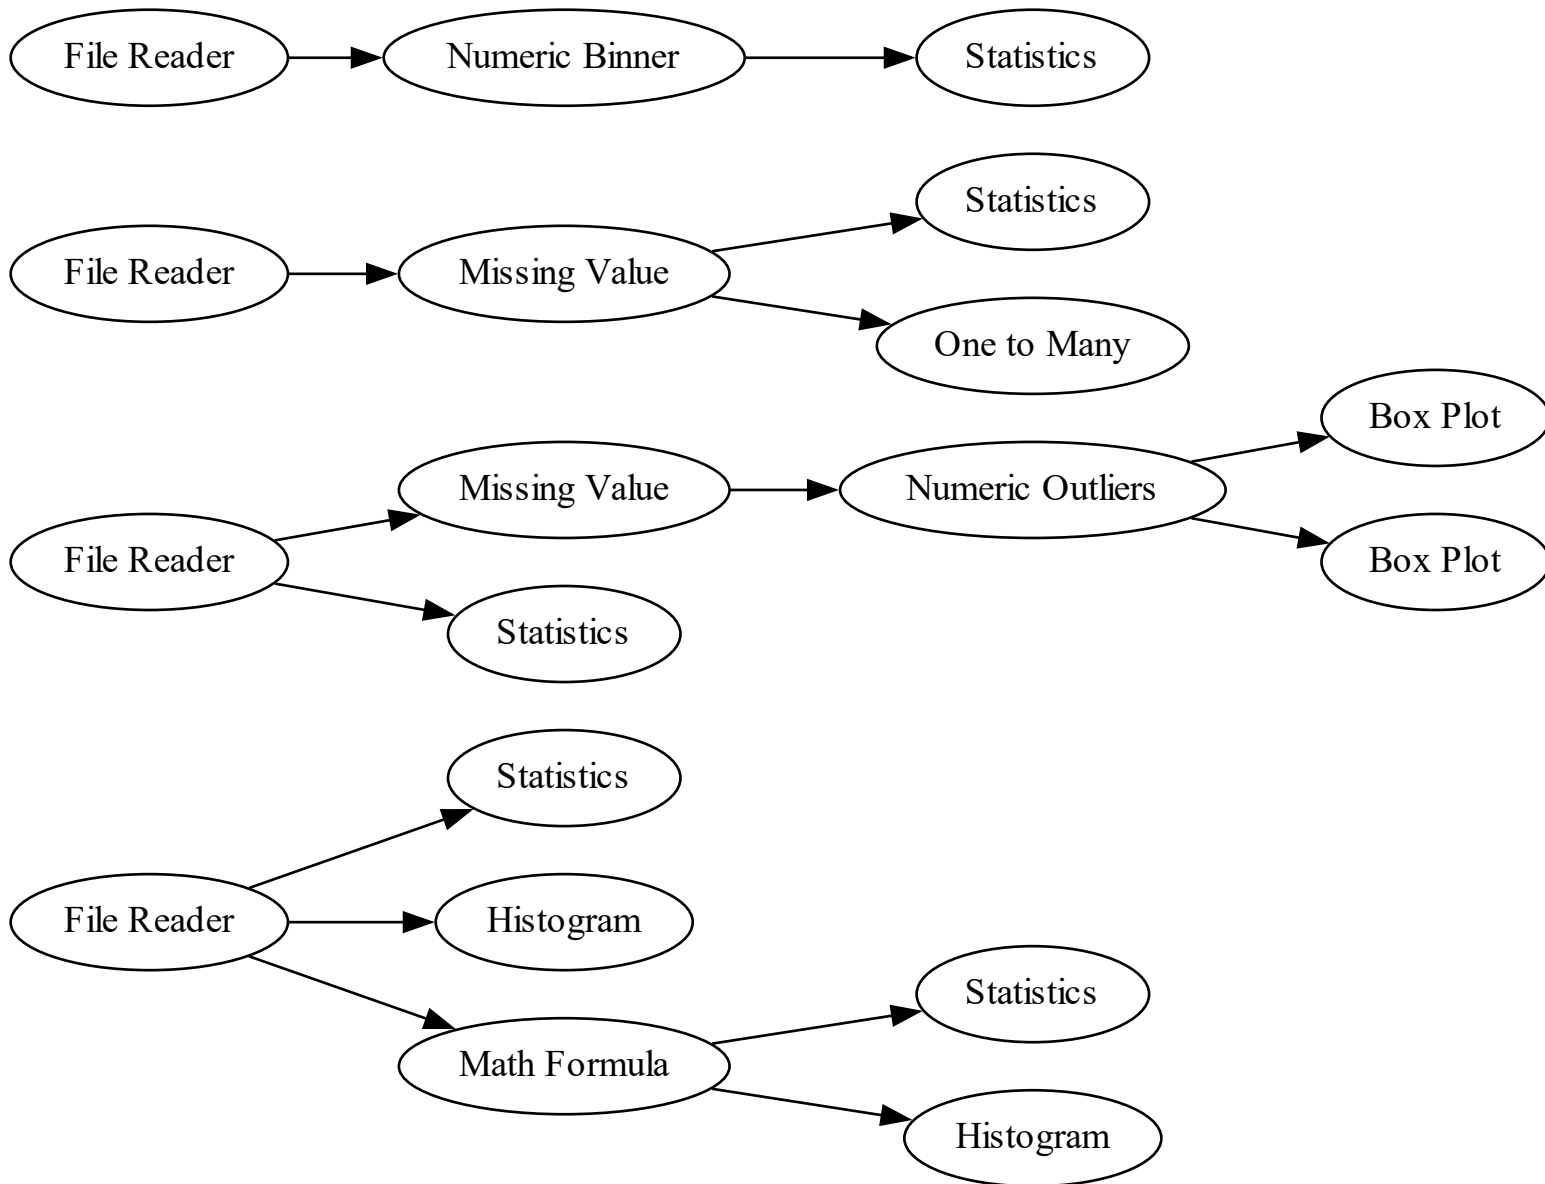 File Reader
Numeric Binner
Statistics
File Reader
Missing Value
Statistics
One to Many
File Reader
Missing Value
Numeric Outliers
Box Plot
Box Plot
Statistics
File Reader
Statistics
Histogram
Math Formula
Statistics
Histogram